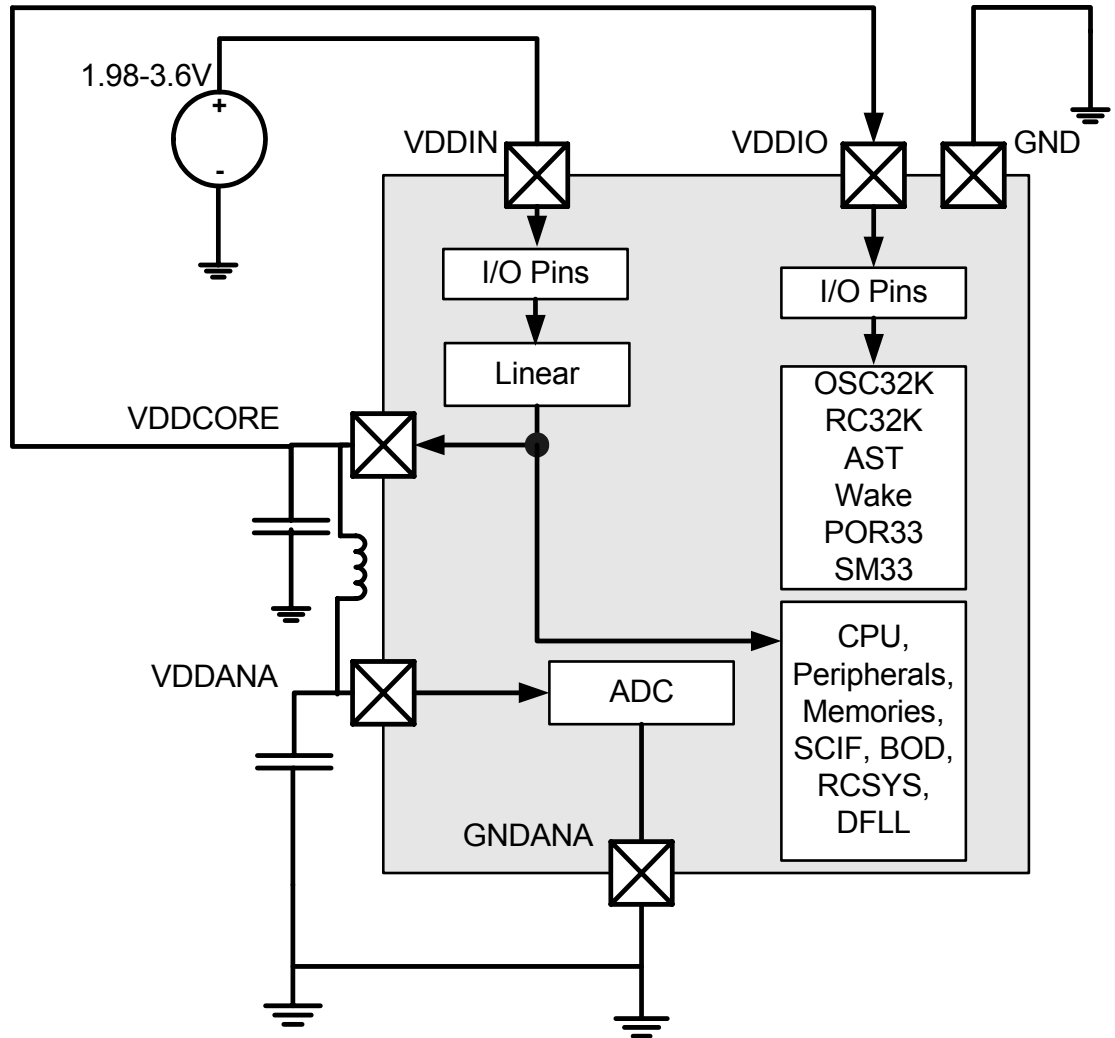 1.98-3.6V
+
-
VDDIN
VDDIO
GND
I/O Pins
I/O Pins
Linear
VDDCORE
OSC32K
RC32K
AST
Wake
POR33
SM33
VDDANA
ADC
CPU,
Peripherals,
Memories,
SCIF, BOD,
RCSYS,
DFLL
GNDANA